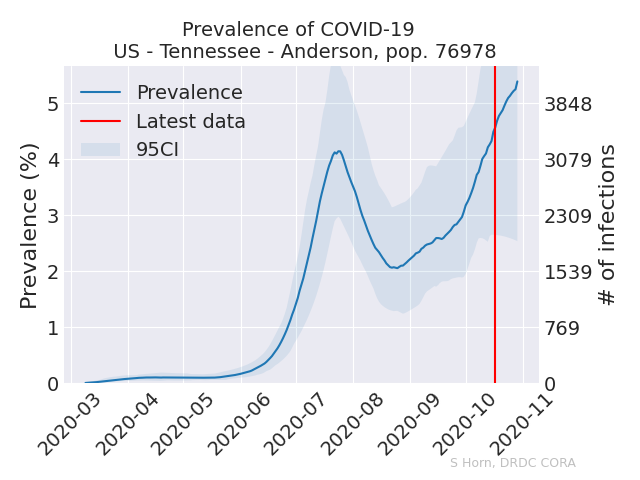 Prevalence of COVID-19
US - Tennessee - Anderson, pop. 76978
Prevalence
Latest data
95CI
Prevalence (%)
5
4
3
2
1
0
3848
3079
2309
1539
769
0
# of infections
2020-03
2020-04
2020-05
2020-06
2020-07
2020-08
2020-09
2020-10
2020-11
S Horn, DRDC CORA